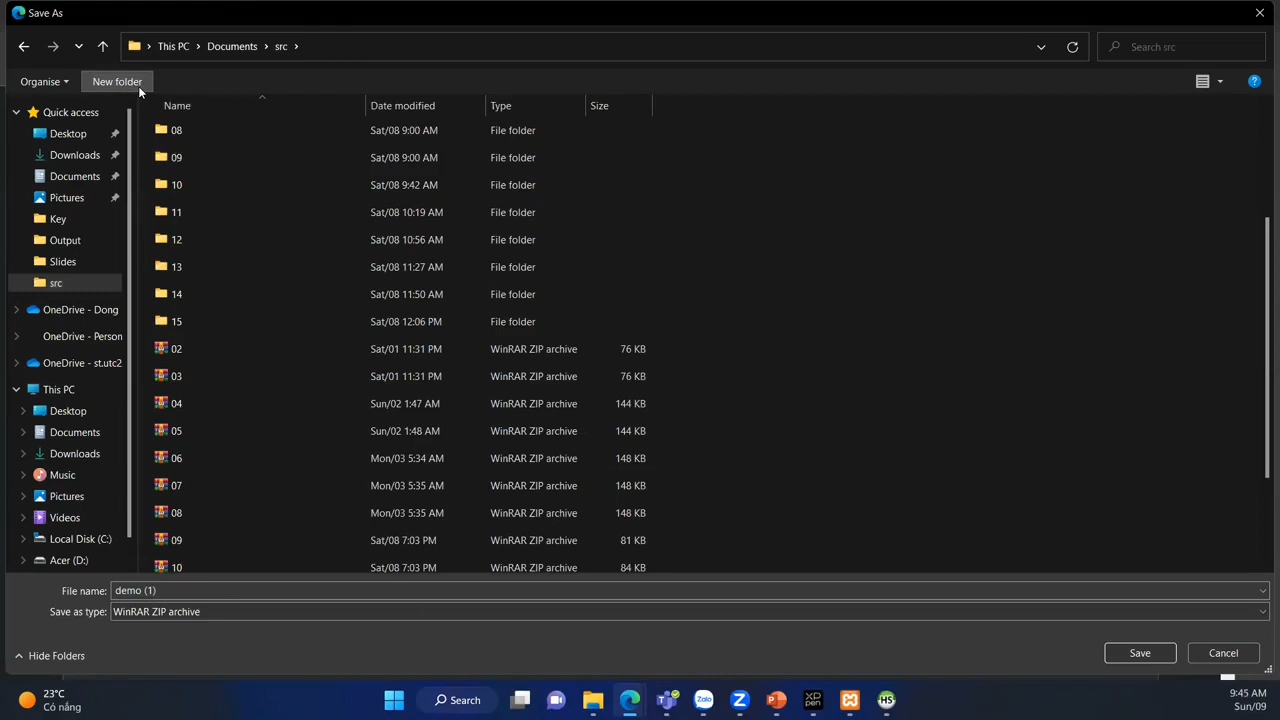 Save As
This PC Documents src
Search src
Organise
New folder
Name Date modified Type Size
Quick access
Desktop
Downloads
Documents
Pictures
Key
Output
Slides
src
OneDrive - Dong
OneDrive - Person
OneDrive - st.utc2
This PC
Desktop
Documents
Downloads
Music
Pictures
Videos
Local Disk (C:)
Acer (D:)
08 Sat/08 9:00 AM File folder
09 Sat/08 9:00 AM File folder
10 Sat/08 9:42 AM File folder
11 Sat/08 10:19 AM File folder
12 Sat/08 10:56 AM File folder
13 Sat/08 11:27 AM File folder
14 Sat/08 11:50 AM File folder
15 Sat/08 12:06 PM File folder
02 Sat/01 11:31 PM WinRAR ZIP archive 76 KB
03 Sat/01 11:31 PM WinRAR ZIP archive 76 KB
04 Sun/02 1:47 AM WinRAR ZIP archive 144 KB
05 Sun/02 1:48 AM WinRAR ZIP archive 144 KB
06 Mon/03 5:34 AM WinRAR ZIP archive 148 KB
07 Mon/03 5:35 AM WinRAR ZIP archive 148 KB
08 Mon/03 5:35 AM WinRAR ZIP archive 148 KB
09 Sat/08 7:03 PM WinRAR ZIP archive 81 KB
10 Sat/08 7:03 PM WinRAR ZIP archive 84 KB
File name: demo (1)
Save as type: WinRAR ZIP archive
Hide Folders
Save
Cancel
23°C
Có nắng
Search
Zalo
Z
XP
pen
HS
9:45 AM
Sun/09